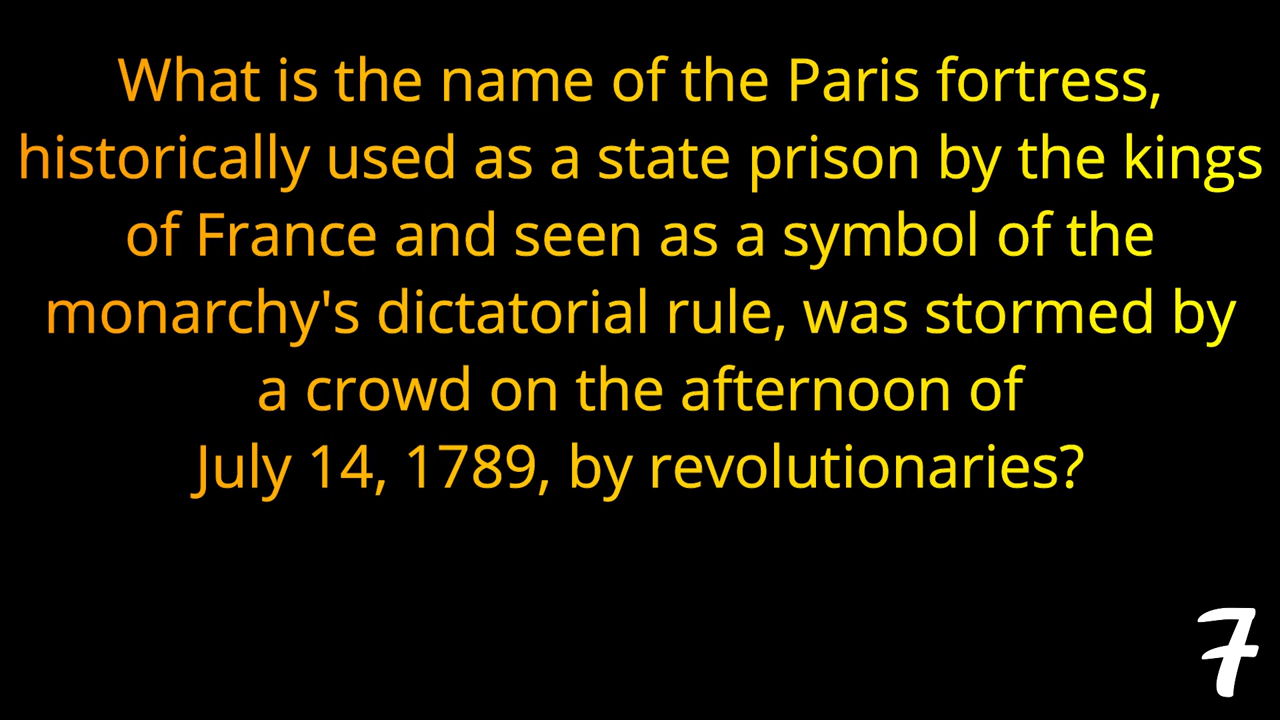 What is the name of the Paris fortress,
historically used as a state prison by the kings
of France and seen as a symbol of the
monarchy's dictatorial rule, was stormed by
a crowd on the afternoon of
July 14, 1789, by revolutionaries?
7